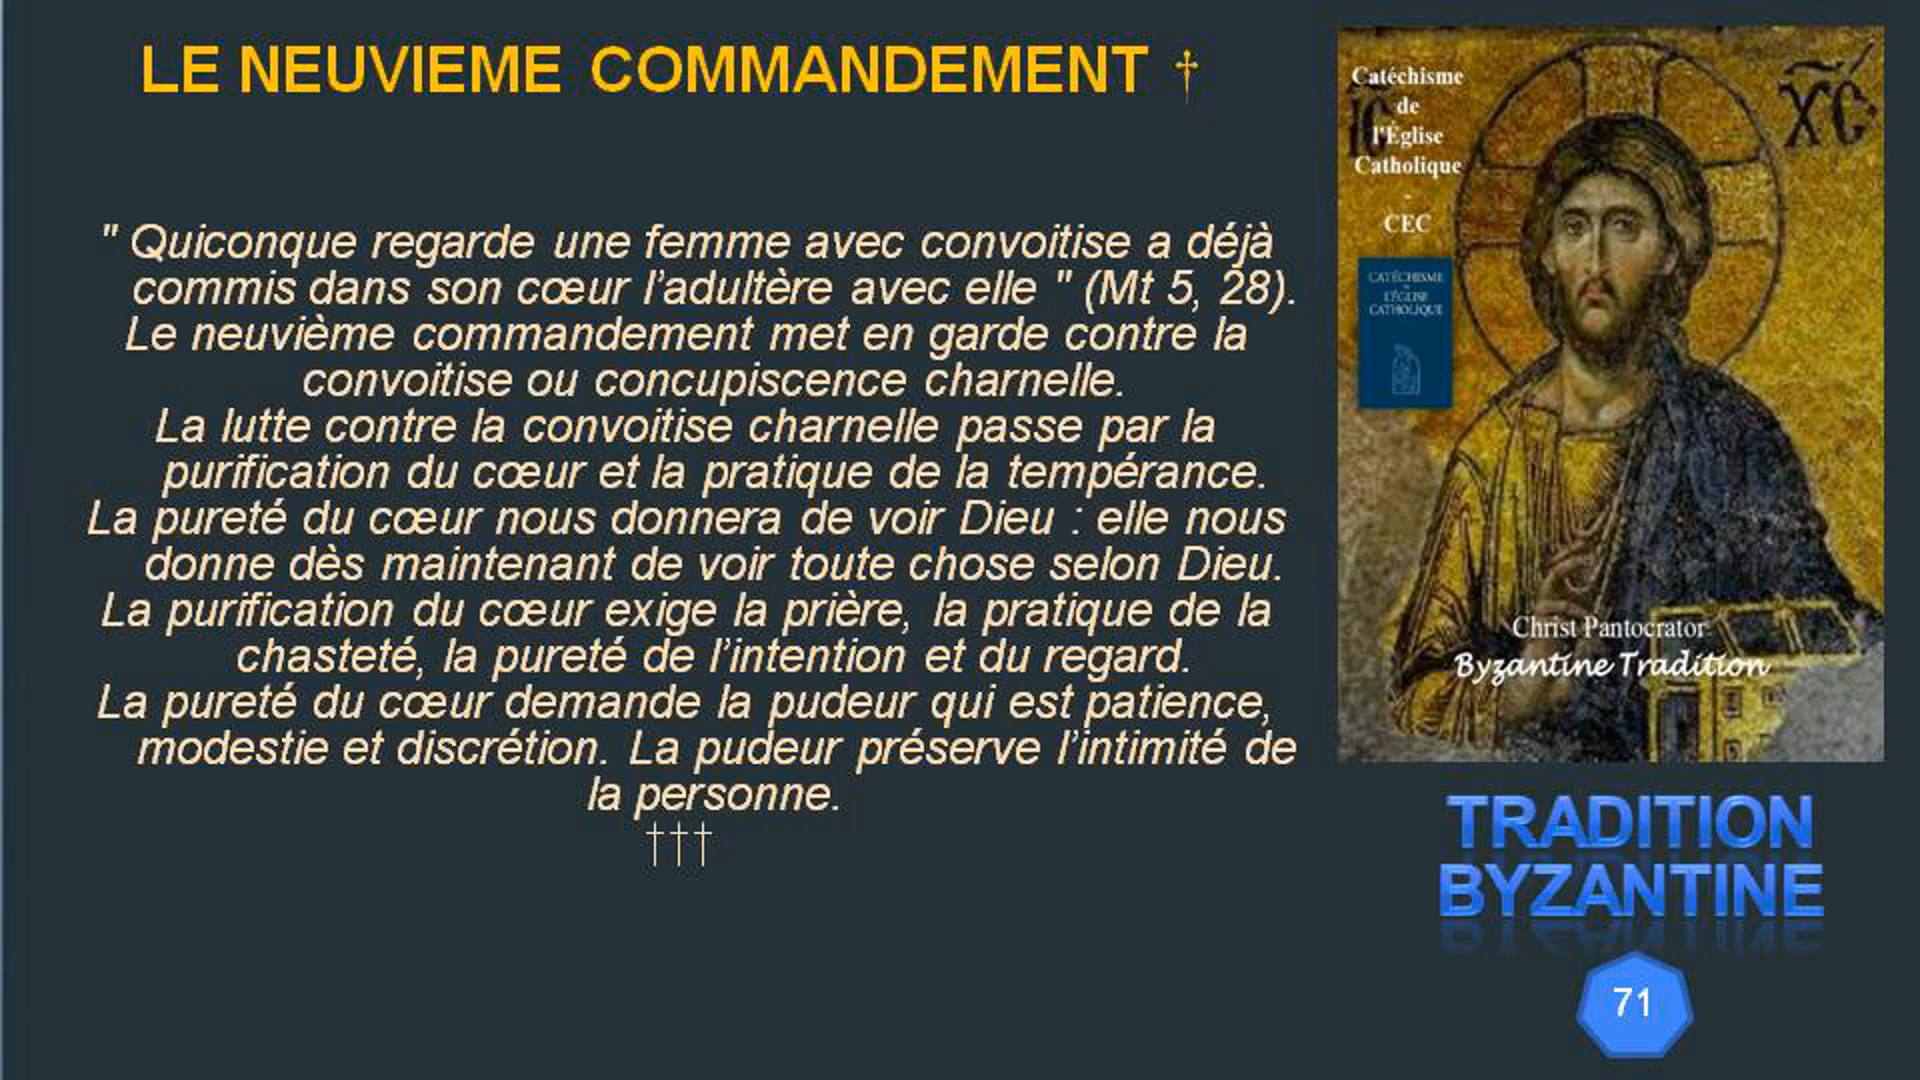 LE NEUVIEME COMMANDEMENT †
" Quiconque regarde une femme avec convoitise a déjà
commis dans son cœur l’adultère avec elle " (Mt 5, 28).
Le neuvième commandement met en garde contre la
convoitise ou concupiscence charnelle.
La lutte contre la convoitise charnelle passe par la
purification du cœur et la pratique de la tempérance.
La pureté du cœur nous donnera de voir Dieu : elle nous
donne dès maintenant de voir toute chose selon Dieu.
La purification du cœur exige la prière, la pratique de la
chasteté, la pureté de l’intention et du regard.
La pureté du cœur demande la pudeur qui est patience,
modestie et discrétion. La pudeur préserve l’intimité de
la personne.
†††
Catéchisme
de
l'Église
Catholique
-
CEC
IC
XC
CATÉCHISME
DE
L'ÉGLISE
CATHOLIQUE
Christ Pantocrator
Byzantine Tradition
TRADITION
BYZANTINE
71